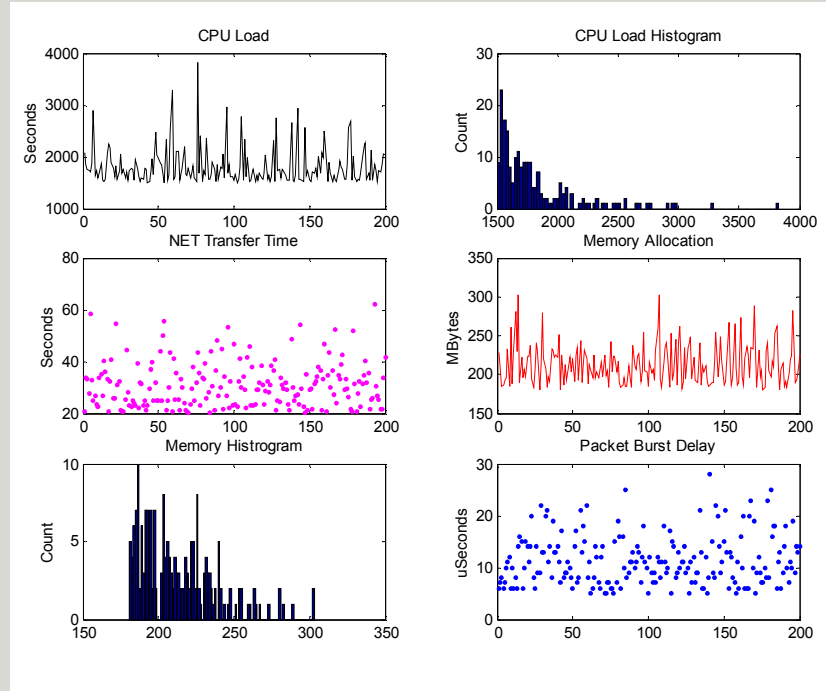 CPU Load
4000
3000
2000
1000
Seconds
0 50 100 150 200
CPU Load Histogram
30
20
10
0
Count
1500 2000 2500 3000 3500 4000
NET Transfer Time
80
60
40
20
Seconds
0 50 100 150 200
Memory Allocation
350
300
250
200
150
MBytes
0 50 100 150 200
Memory Histrogram
10
5
0
Count
150 200 250 300 350
Packet Burst Delay
30
20
10
0
uSeconds
0 50 100 150 200